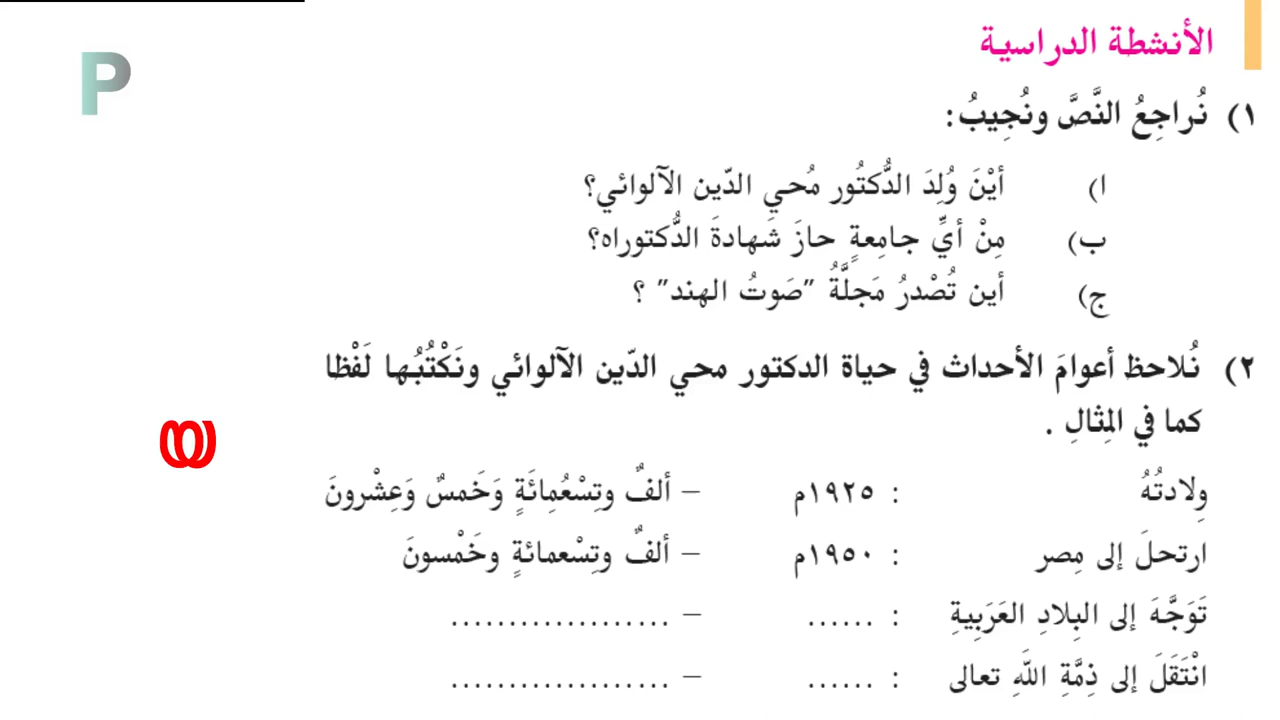 الأنشطة الدراسية
P
١) نُراجِعُ النَّصَّ ونُجِيبُ:
ا) أيْنَ وُلِدَ الدُّكتُور مُحي الدّين الآلوائي؟
ب) مِنْ أيِّ جامِعةٍ حازَ شَهادةَ الدُّكتوراه؟
ج) أين تُصْدرُ مَجلَّةُ "صَوتُ الهند" ؟
٢) نُلاحظ أعوامَ الأحداث في حياة الدكتور محي الدّين الآلوائي ونَكْتُبُها لَفْظا
كما في المِثالِ .
وِلادتُهُ : ١٩٢٥م – ألفٌ وتِسْعُمِائَةٍ وَخَمسٌ وَعِشْرونَ
ارتحلَ إلى مِصر : ١٩٥٠م – ألفٌ وتِسْعمائةٍ وخَمْسونَ
تَوَجَّهَ إلى البِلادِ العَرَبِيةِ : ...... – ...................
انْتَقَلَ إلى ذِمَّةِ اللَّهِ تعالى : ...... – ...................